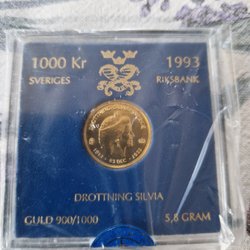 1000 Kr 1993
SVERIGES RIKSBANK
DROTTNING SILVIA
GULD 900/1000 5,8 GRAM